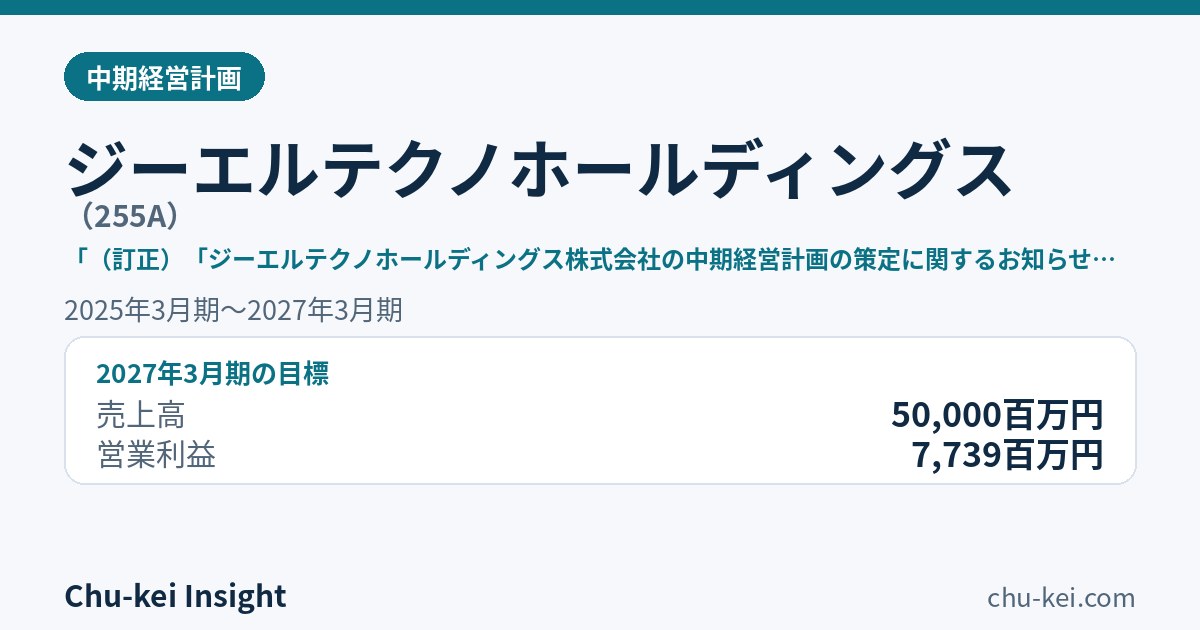 中期経営計画
ジーエルテクノホールディングス
（255A）
「（訂正）「ジーエルテクノホールディングス株式会社の中期経営計画の策定に関するお知らせ…
2025年3月期～2027年3月期
2027年3月期の目標
売上高 50,000百万円
営業利益 7,739百万円
Chu-kei Insight chu-kei.com